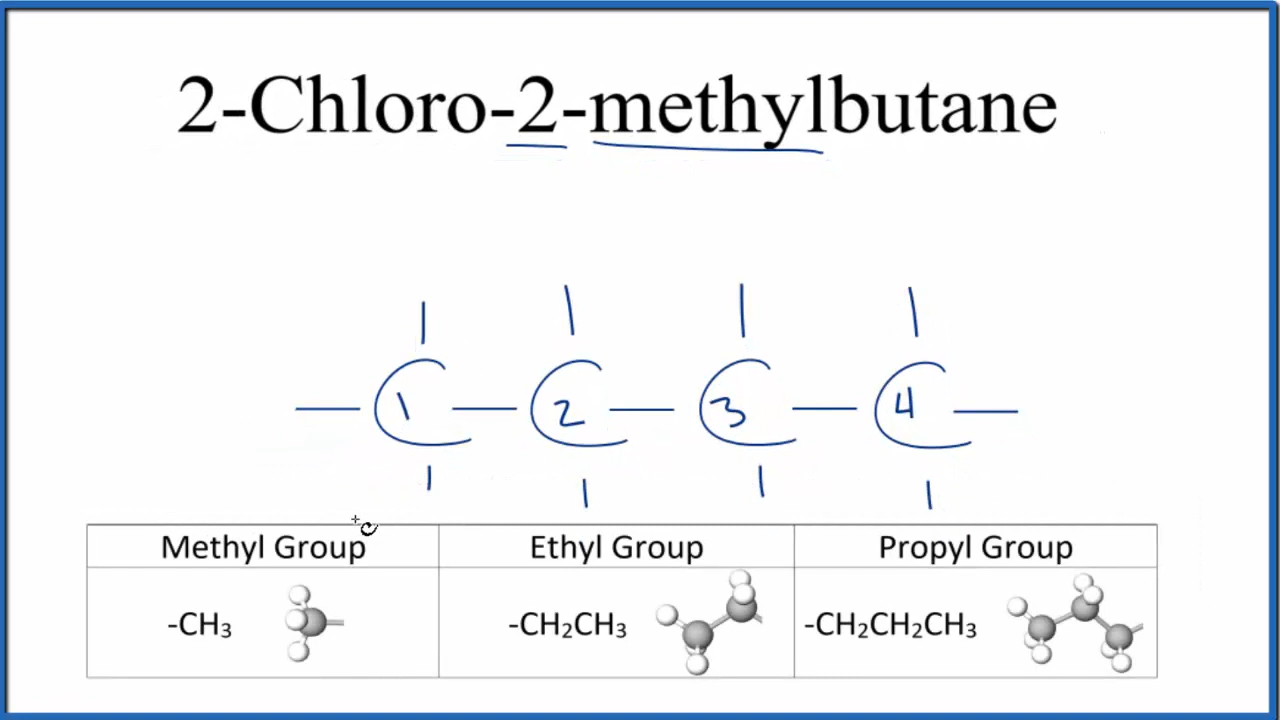 2-Chloro-2-methylbutane
1 2 3 4
C C C C
Methyl Group Ethyl Group Propyl Group
-CH₃ -CH₂CH₃ -CH₂CH₂CH₃